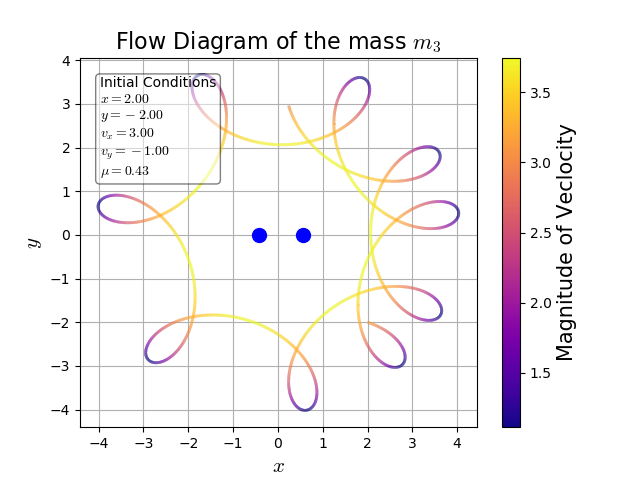 Flow Diagram of the mass m₃
Initial Conditions
x = 2.00
y = −2.00
vₓ = 3.00
v_y = −1.00
μ = 0.43
4
3
2
1
0
−1
−2
−3
−4
y
−4 −3 −2 −1 0 1 2 3 4
x
3.5
3.0
2.5
2.0
1.5
Magnitude of Veclocity